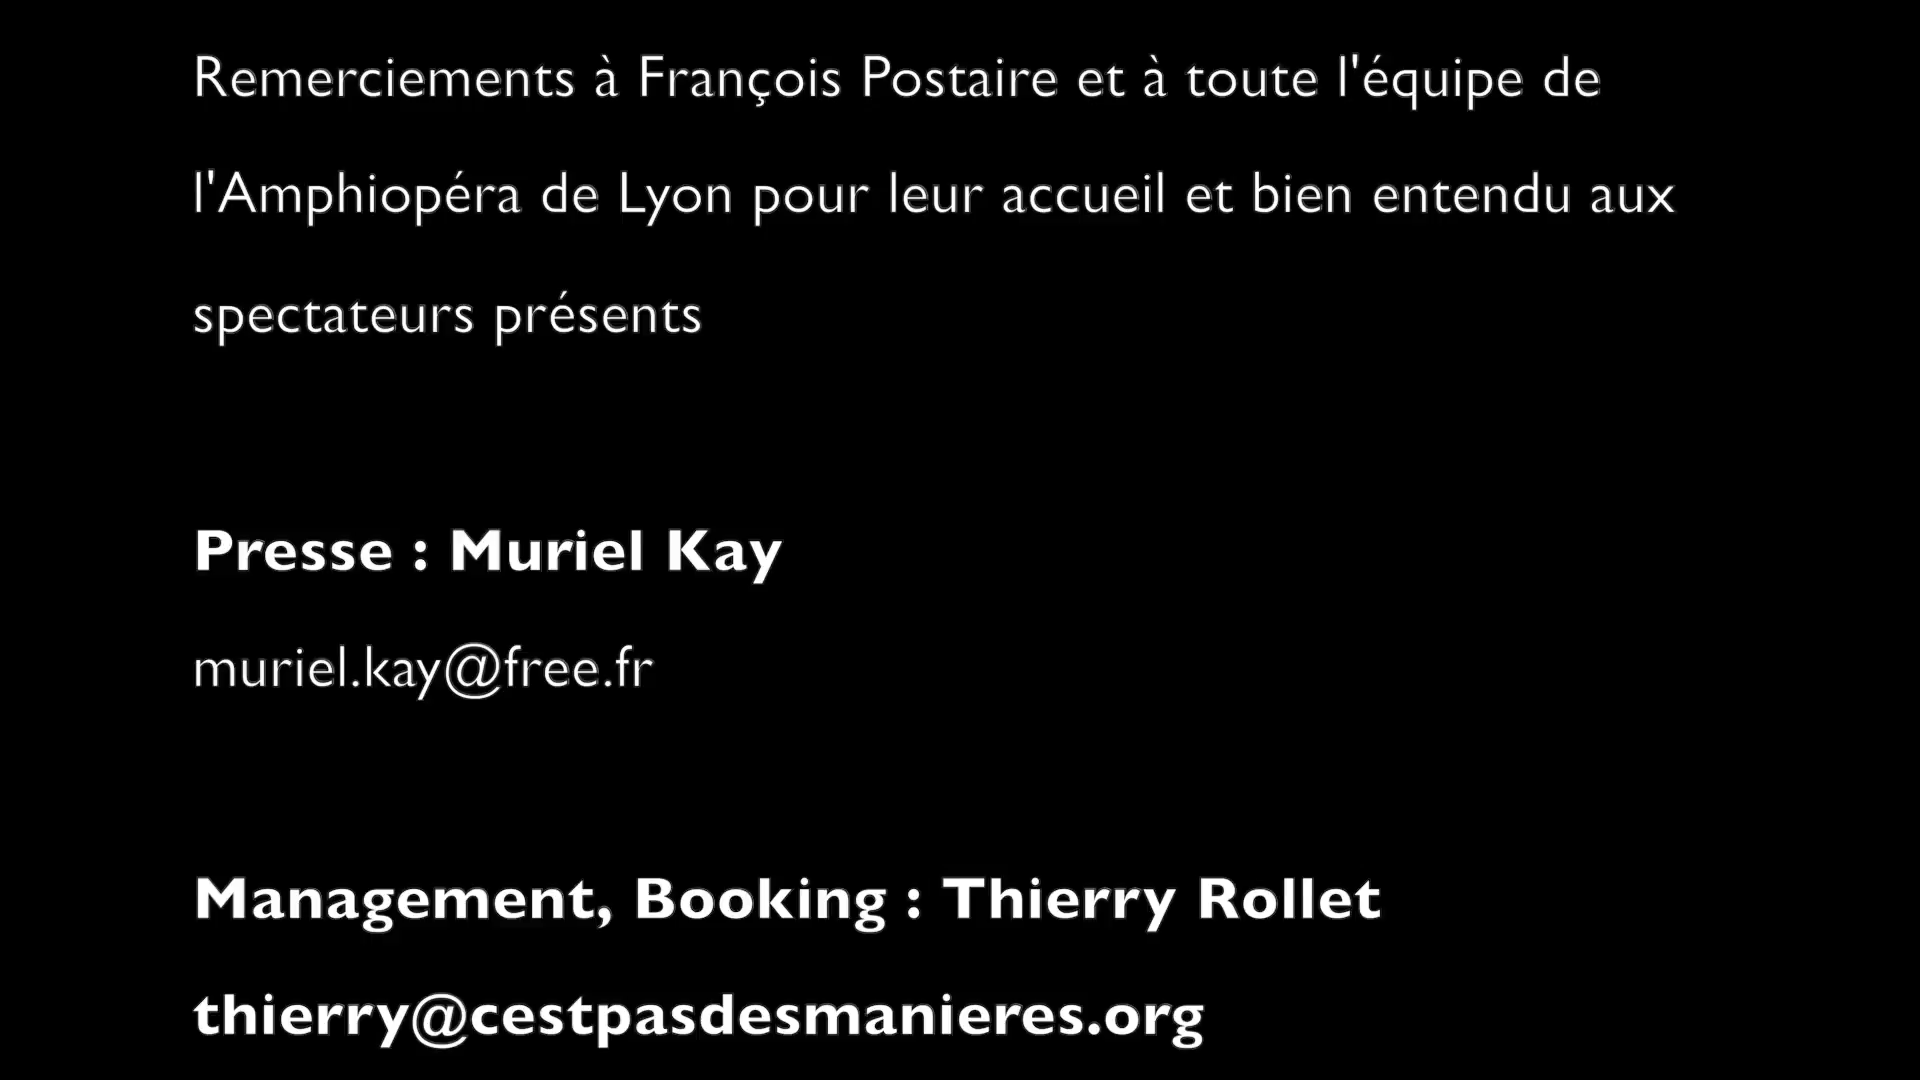 Remerciements à François Postaire et à toute l'équipe de
l'Amphiopéra de Lyon pour leur accueil et bien entendu aux
spectateurs présents
Presse : Muriel Kay
muriel.kay@free.fr
Management, Booking : Thierry Rollet
thierry@cestpasdesmanieres.org